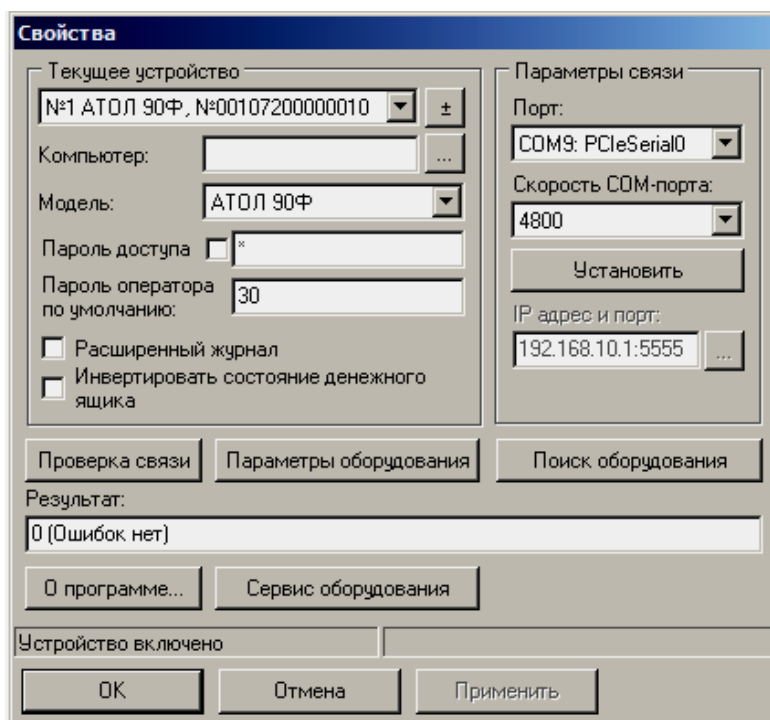 Свойства
Текущее устройство
№1 АТОЛ 90Ф, №00107200000010
±
Компьютер:
...
Модель:
АТОЛ 90Ф
Пароль доступа
*
Пароль оператора
по умолчанию:
30
Расширенный журнал
Инвертировать состояние денежного
ящика
Параметры связи
Порт:
COM9: PCIeSerial0
Скорость COM-порта:
4800
Установить
IP адрес и порт:
192.168.10.1:5555
...
Проверка связи
Параметры оборудования
Поиск оборудования
Результат:
0 (Ошибок нет)
О программе...
Сервис оборудования
Устройство включено
OK
Отмена
Применить